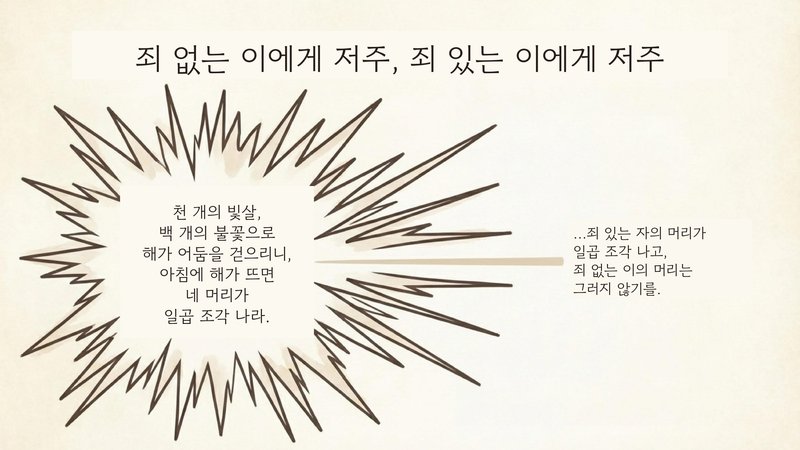 죄 없는 이에게 저주, 죄 있는 이에게 저주
천 개의 빛살,
백 개의 불꽃으로
해가 어둠을 걷으리니,
아침에 해가 뜨면
네 머리가
일곱 조각 나라.
...죄 있는 자의 머리가
일곱 조각 나고,
죄 없는 이의 머리는
그러지 않기를.